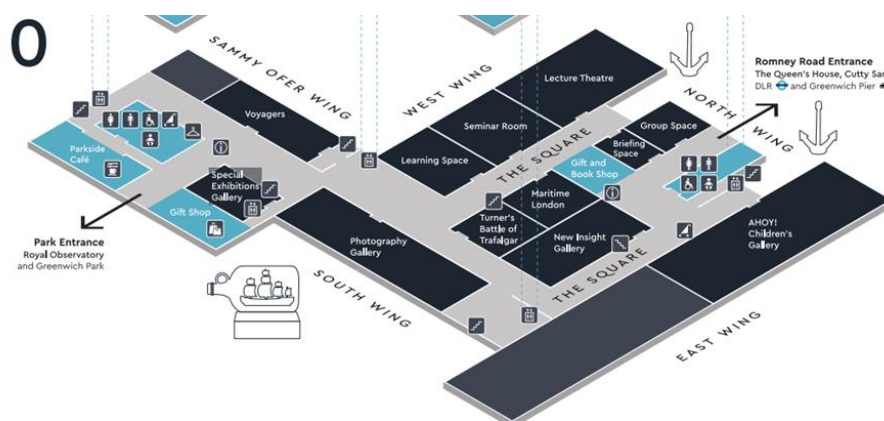 0
SAMMY OFER WING
WEST WING
NORTH WING
Romney Road Entrance
The Queen's House, Cutty Sar
DLR and Greenwich Pier
Lecture Theatre
Seminar Room
Learning Space
THE SQUARE
Group Space
Briefing
Space
Gift and
Book Shop
Voyagers
Parkside
Café
Special
Exhibitions
Gallery
Gift Shop
Park Entrance
Royal Observatory
and Greenwich Park
Photography
Gallery
Turner's
Battle of
Trafalgar
Maritime
London
New Insight
Gallery
THE SQUARE
AHOY!
Children's
Gallery
SOUTH WING
EAST WING